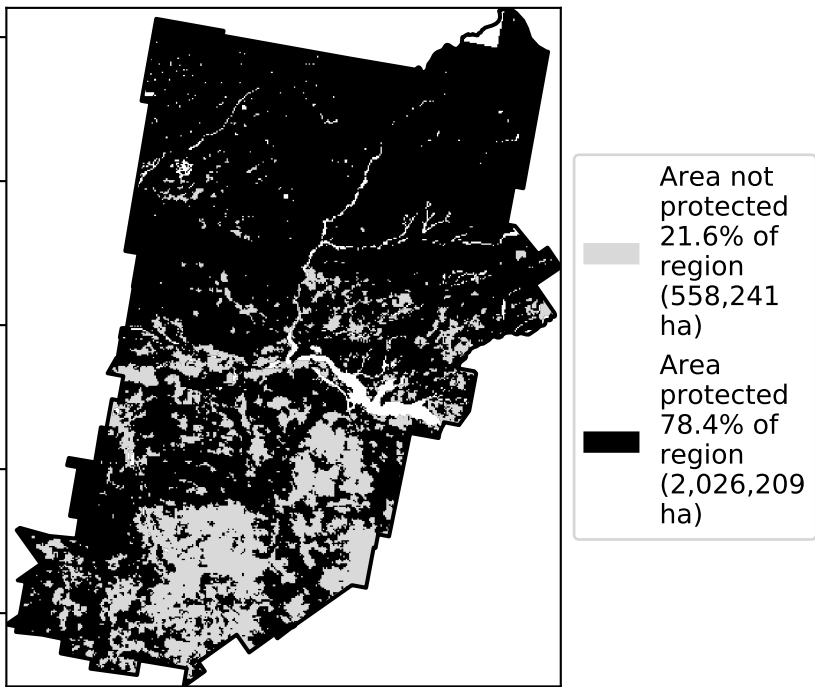 Area not
protected
21.6% of
region
(558,241
ha)
Area
protected
78.4% of
region
(2,026,209
ha)